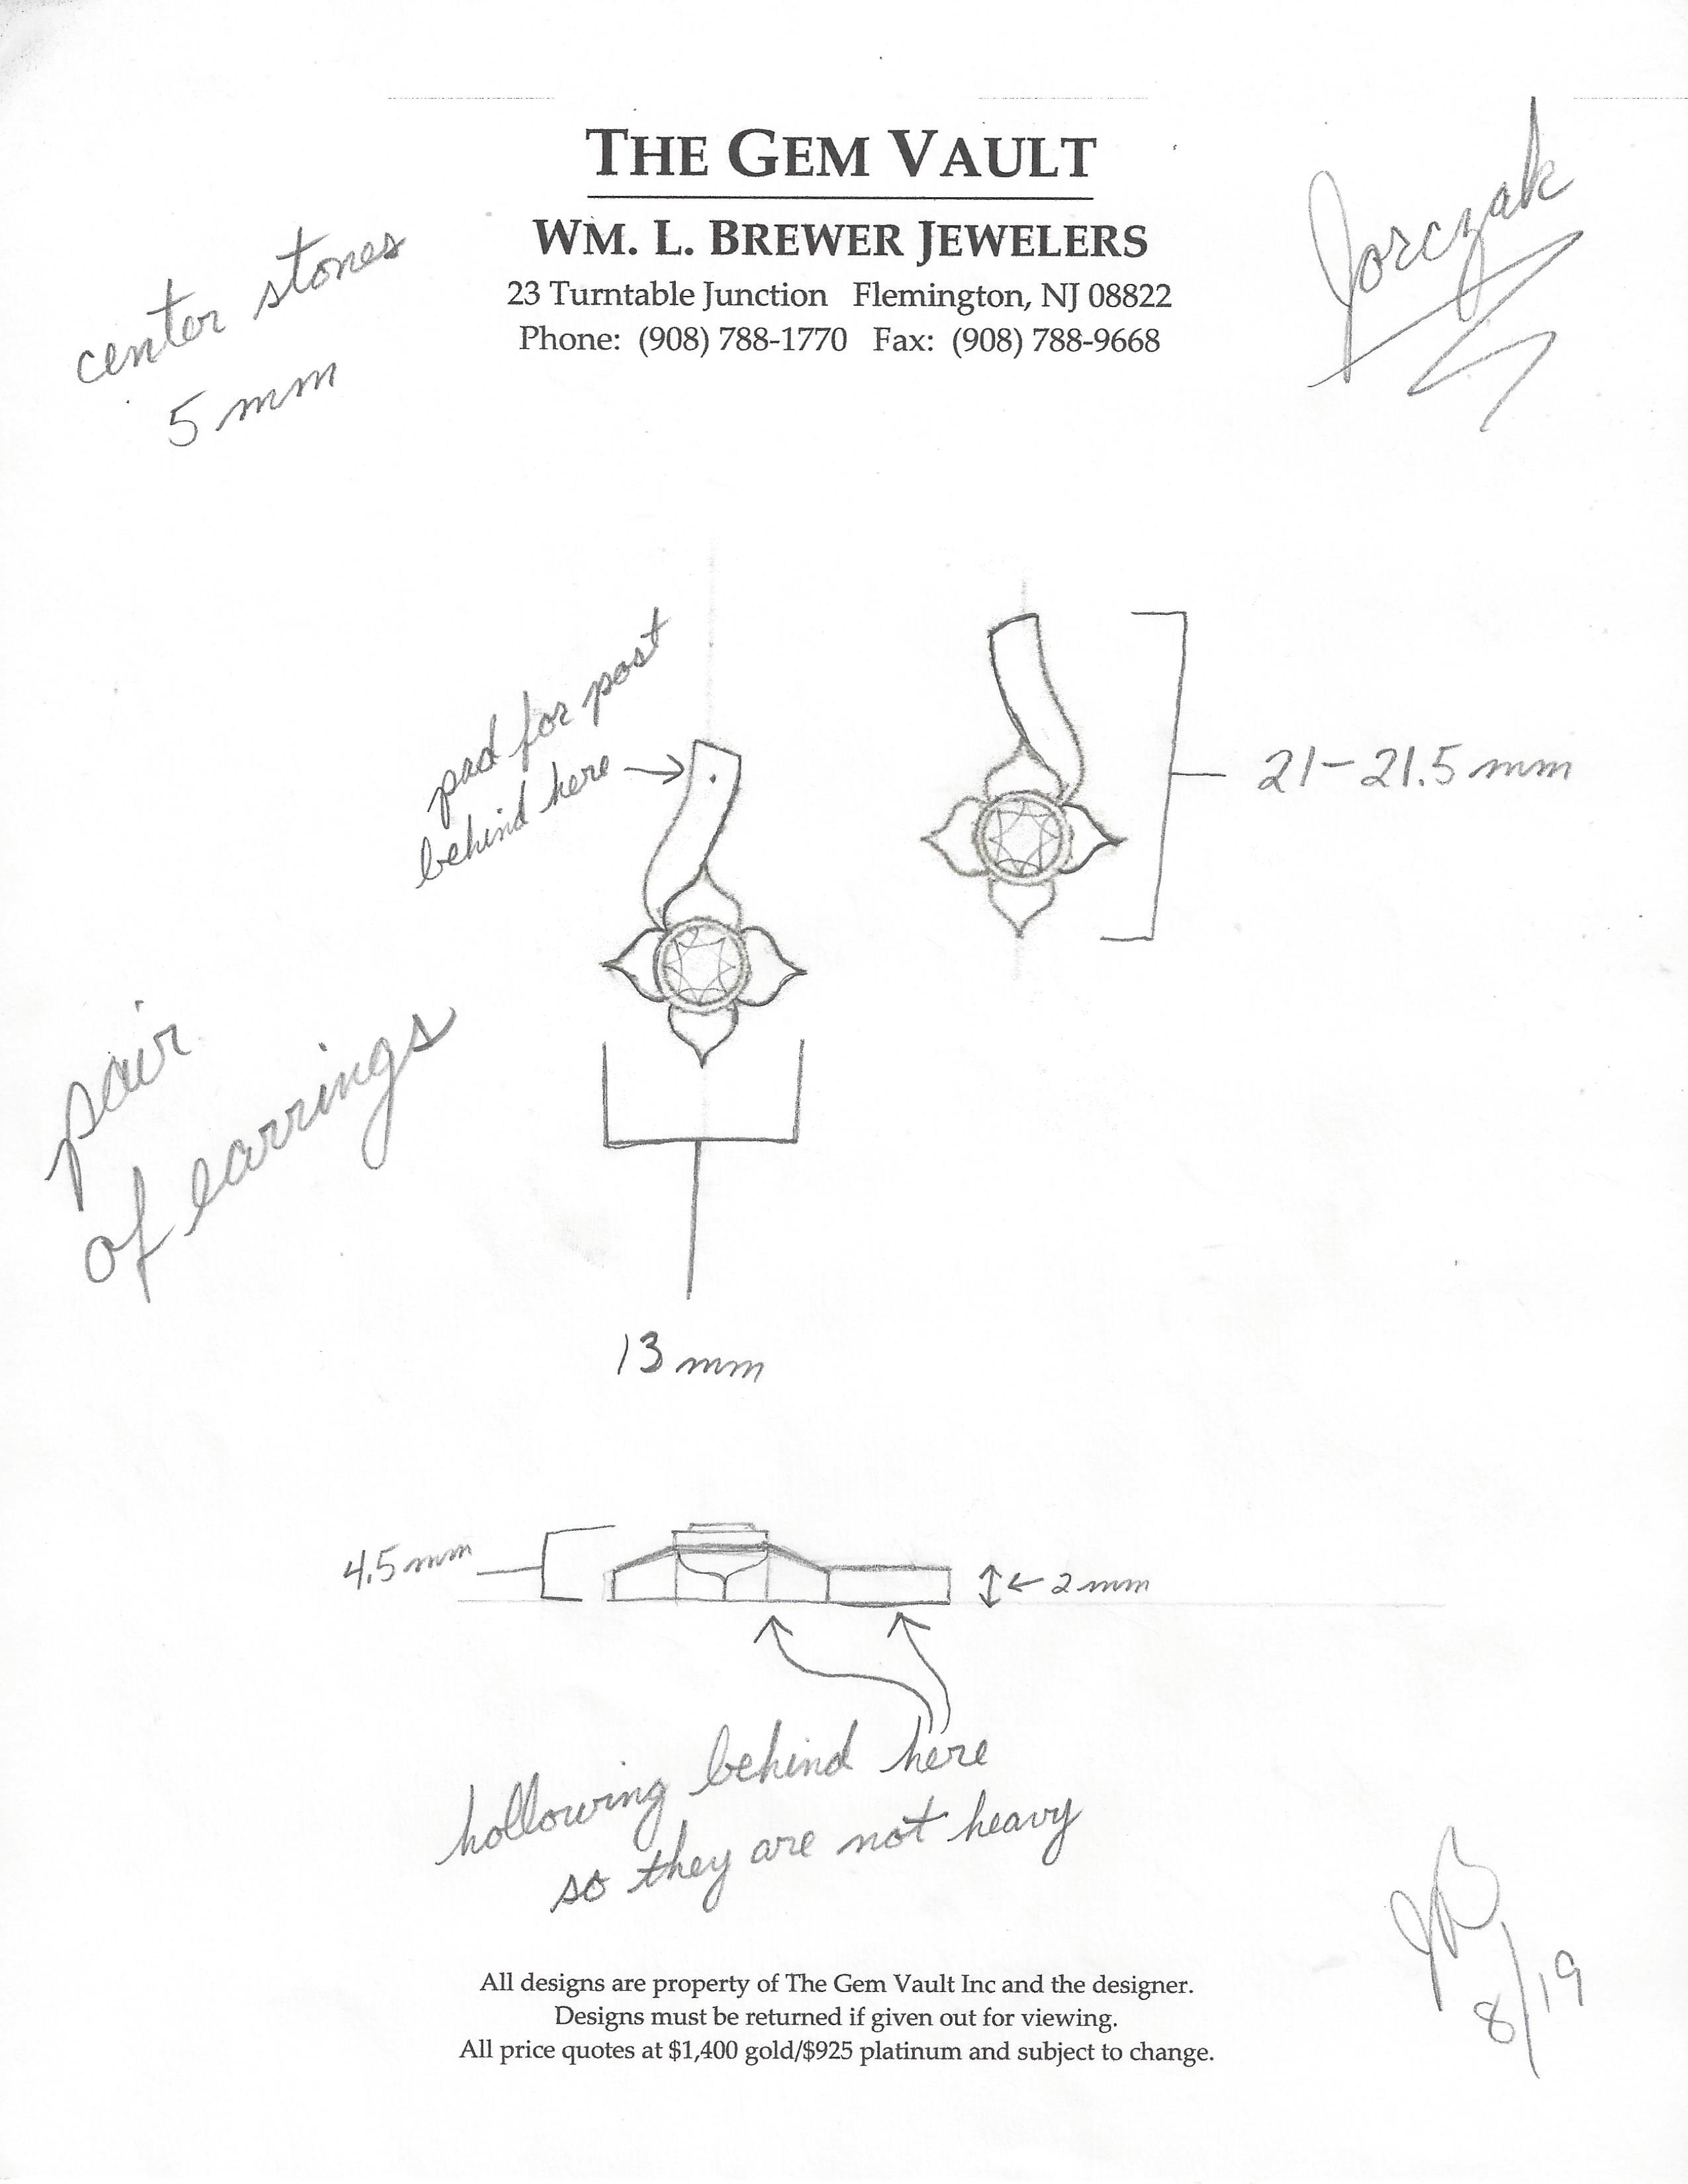 THE GEM VAULT
WM. L. BREWER JEWELERS
23 Turntable Junction Flemington, NJ 08822
Phone: (908) 788-1770 Fax: (908) 788-9668
Jorczak
center stones
5 mm
pad for post
behind here
21-21.5 mm
pair
of earrings
13 mm
4.5 mm
2 mm
hollowing behind here
so they are not heavy
JB
8/19
All designs are property of The Gem Vault Inc and the designer.
Designs must be returned if given out for viewing.
All price quotes at $1,400 gold/$925 platinum and subject to change.